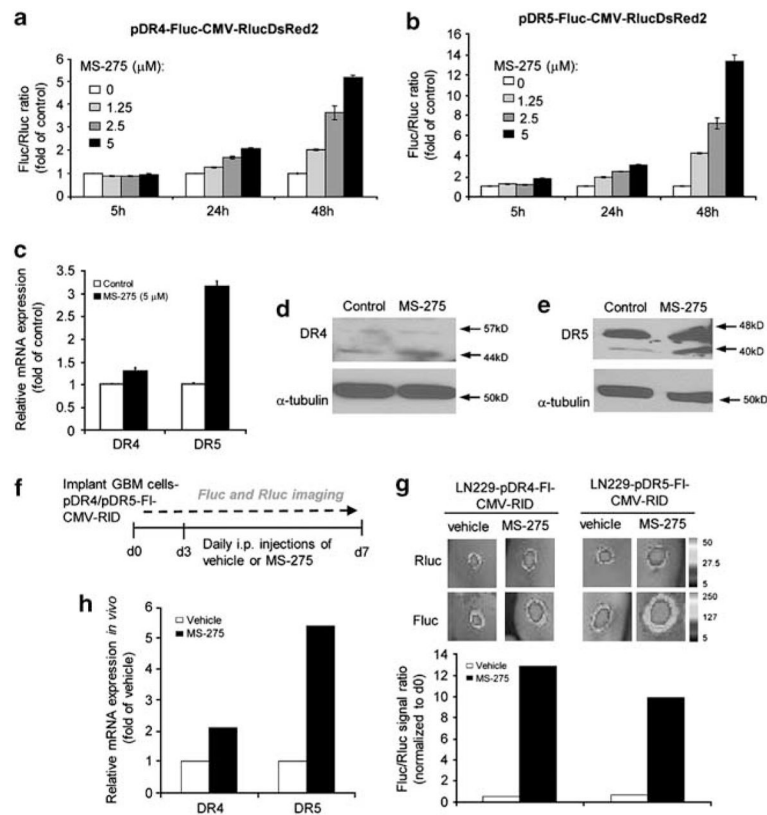 a
pDR4-Fluc-CMV-RlucDsRed2
Fluc/Rluc ratio
(fold of control)
MS-275 (µM):
0
1.25
2.5
5
6
5
4
3
2
1
0
5h
24h
48h
b
pDR5-Fluc-CMV-RlucDsRed2
Fluc/Rluc ratio
(fold of control)
MS-275 (µM):
0
1.25
2.5
5
16
14
12
10
8
6
4
2
0
5h
24h
48h
c
Relative mRNA expression
(fold of control)
Control
MS-275 (5 µM)
3.5
3
2.5
2
1.5
1
0.5
0
DR4
DR5
d
Control MS-275
DR4
57kD
44kD
α-tubulin
50kD
e
Control MS-275
DR5
48kD
40kD
α-tubulin
50kD
f
Implant GBM cells-
pDR4/pDR5-Fl-
CMV-RlD
Fluc and Rluc imaging
d0
d3
d7
Daily i.p. injections of
vehicle or MS-275
g
LN229-pDR4-Fl-
CMV-RlD
LN229-pDR5-Fl-
CMV-RlD
vehicle MS-275
vehicle MS-275
Rluc
50
27.5
5
Fluc
250
127
5
Fluc/Rluc signal ratio
(normalized to d0)
Vehicle
MS-275
14
12
10
8
6
4
2
0
h
Relative mRNA expression in vivo
(fold of vehicle)
Vehicle
MS-275
6
5
4
3
2
1
0
DR4
DR5